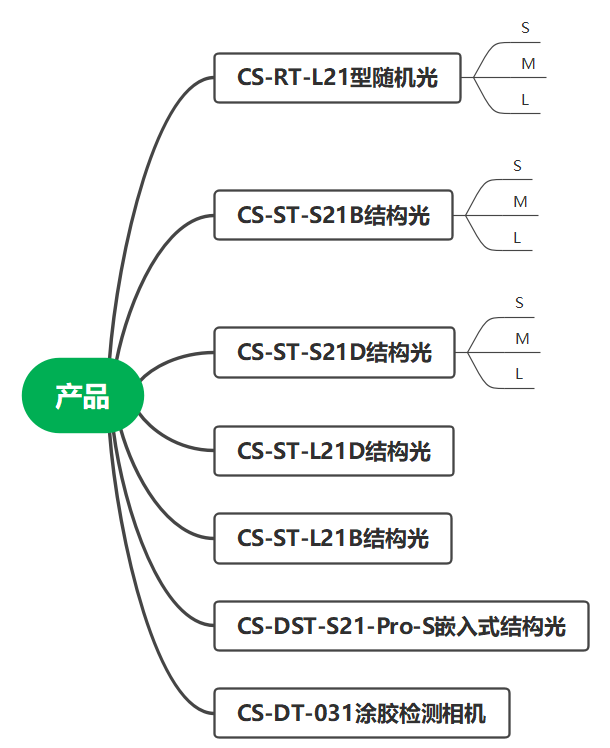 产品
CS-RT-L21型随机光
S
M
L
CS-ST-S21B结构光
S
M
L
CS-ST-S21D结构光
S
M
L
CS-ST-L21D结构光
CS-ST-L21B结构光
CS-DST-S21-Pro-S嵌入式结构光
CS-DT-031涂胶检测相机